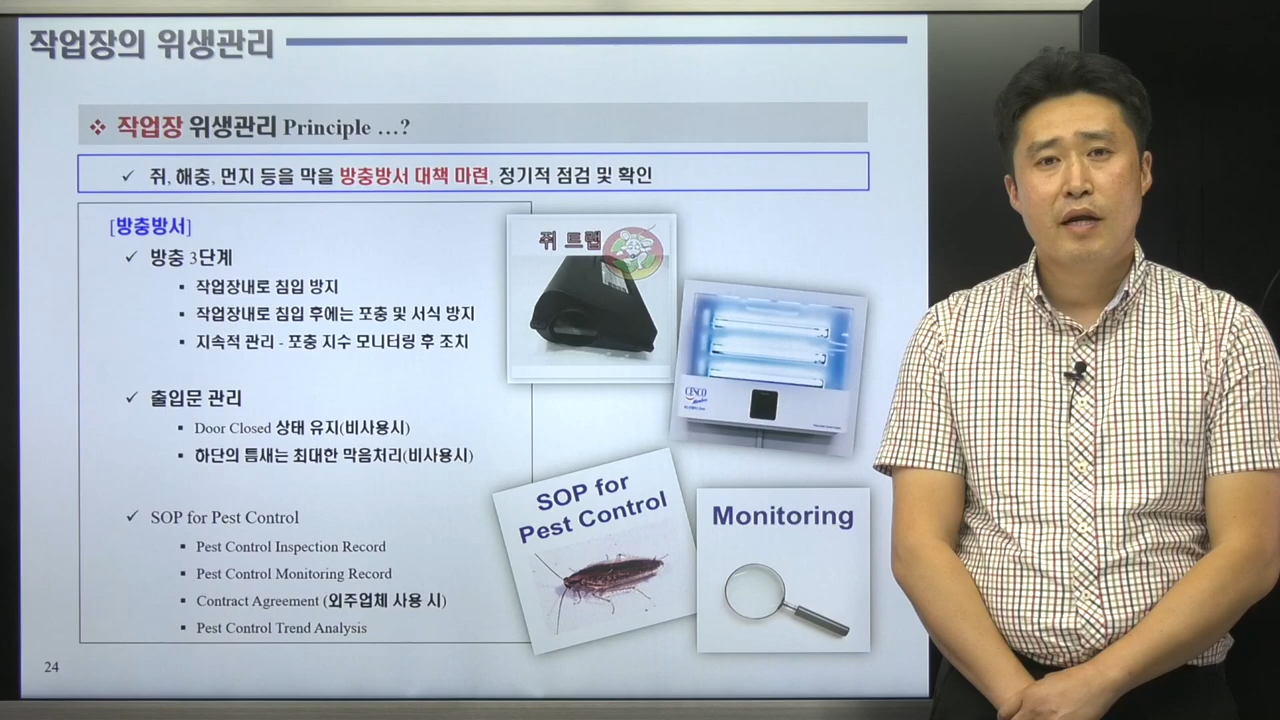 작업장의 위생관리
❖ 작업장 위생관리 Principle …?
✓ 쥐, 해충, 먼지 등을 막을 방충방서 대책 마련, 정기적 점검 및 확인
[방충방서]
✓ 방충 3단계
▪ 작업장내로 침입 방지
▪ 작업장내로 침입 후에는 포충 및 서식 방지
▪ 지속적 관리 - 포충 지수 모니터링 후 조치
✓ 출입문 관리
▪ Door Closed 상태 유지(비사용시)
▪ 하단의 틈새는 최대한 막음처리(비사용시)
✓ SOP for Pest Control
▪ Pest Control Inspection Record
▪ Pest Control Monitoring Record
▪ Contract Agreement (외주업체 사용 시)
▪ Pest Control Trend Analysis
쥐 트랩
CESCO
SOP for
Pest Control
Monitoring
24